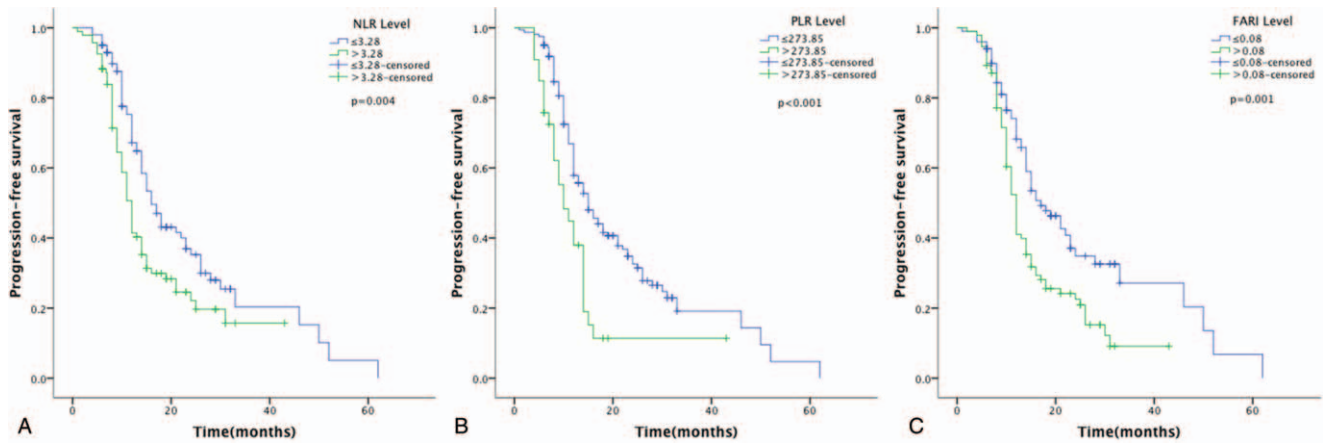 NLR Level
≤3.28
>3.28
≤3.28-censored
>3.28-censored
p=0.004
1.0
0.8
0.6
0.4
0.2
0.0
Progression-free survival
0
20
40
60
Time(months)
A
PLR Level
≤273.85
>273.85
≤273.85-censored
>273.85-censored
p<0.001
1.0
0.8
0.6
0.4
0.2
0.0
Progression-free survival
0
20
40
60
Time(months)
B
FARI Level
≤0.08
>0.08
≤0.08-censored
>0.08-censored
p=0.001
1.0
0.8
0.6
0.4
0.2
0.0
Progression-free survival
0
20
40
60
Time(months)
C